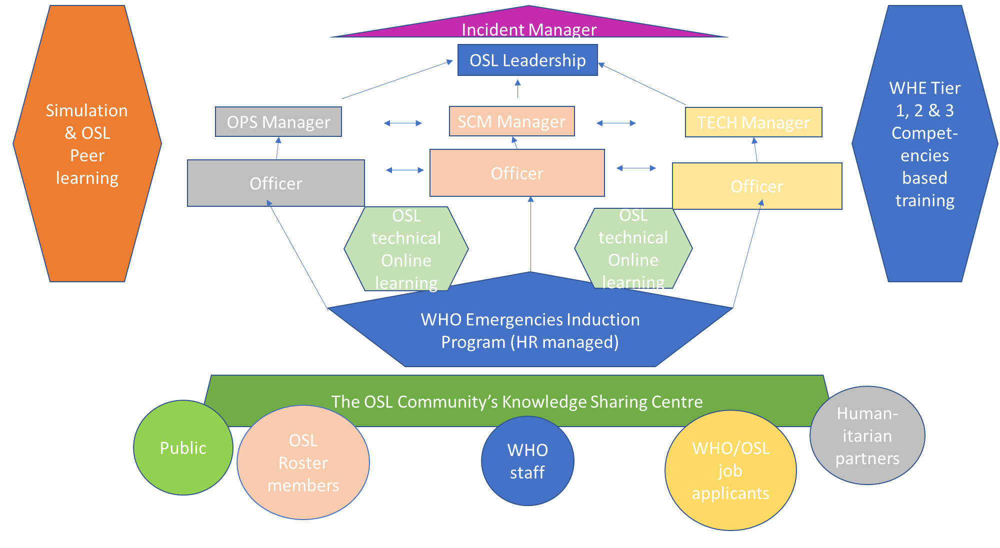 Incident Manager
OSL Leadership
Simulation
& OSL
Peer
learning
WHE Tier
1, 2 & 3
Compet-
encies
based
training
OPS Manager
SCM Manager
TECH Manager
Officer
Officer
Officer
OSL
technical
Online
learning
OSL
technical
Online
learning
WHO Emergencies Induction
Program (HR managed)
The OSL Community’s Knowledge Sharing Centre
Public
OSL
Roster
members
WHO
staff
WHO/OSL
job
applicants
Human-
itarian
partners